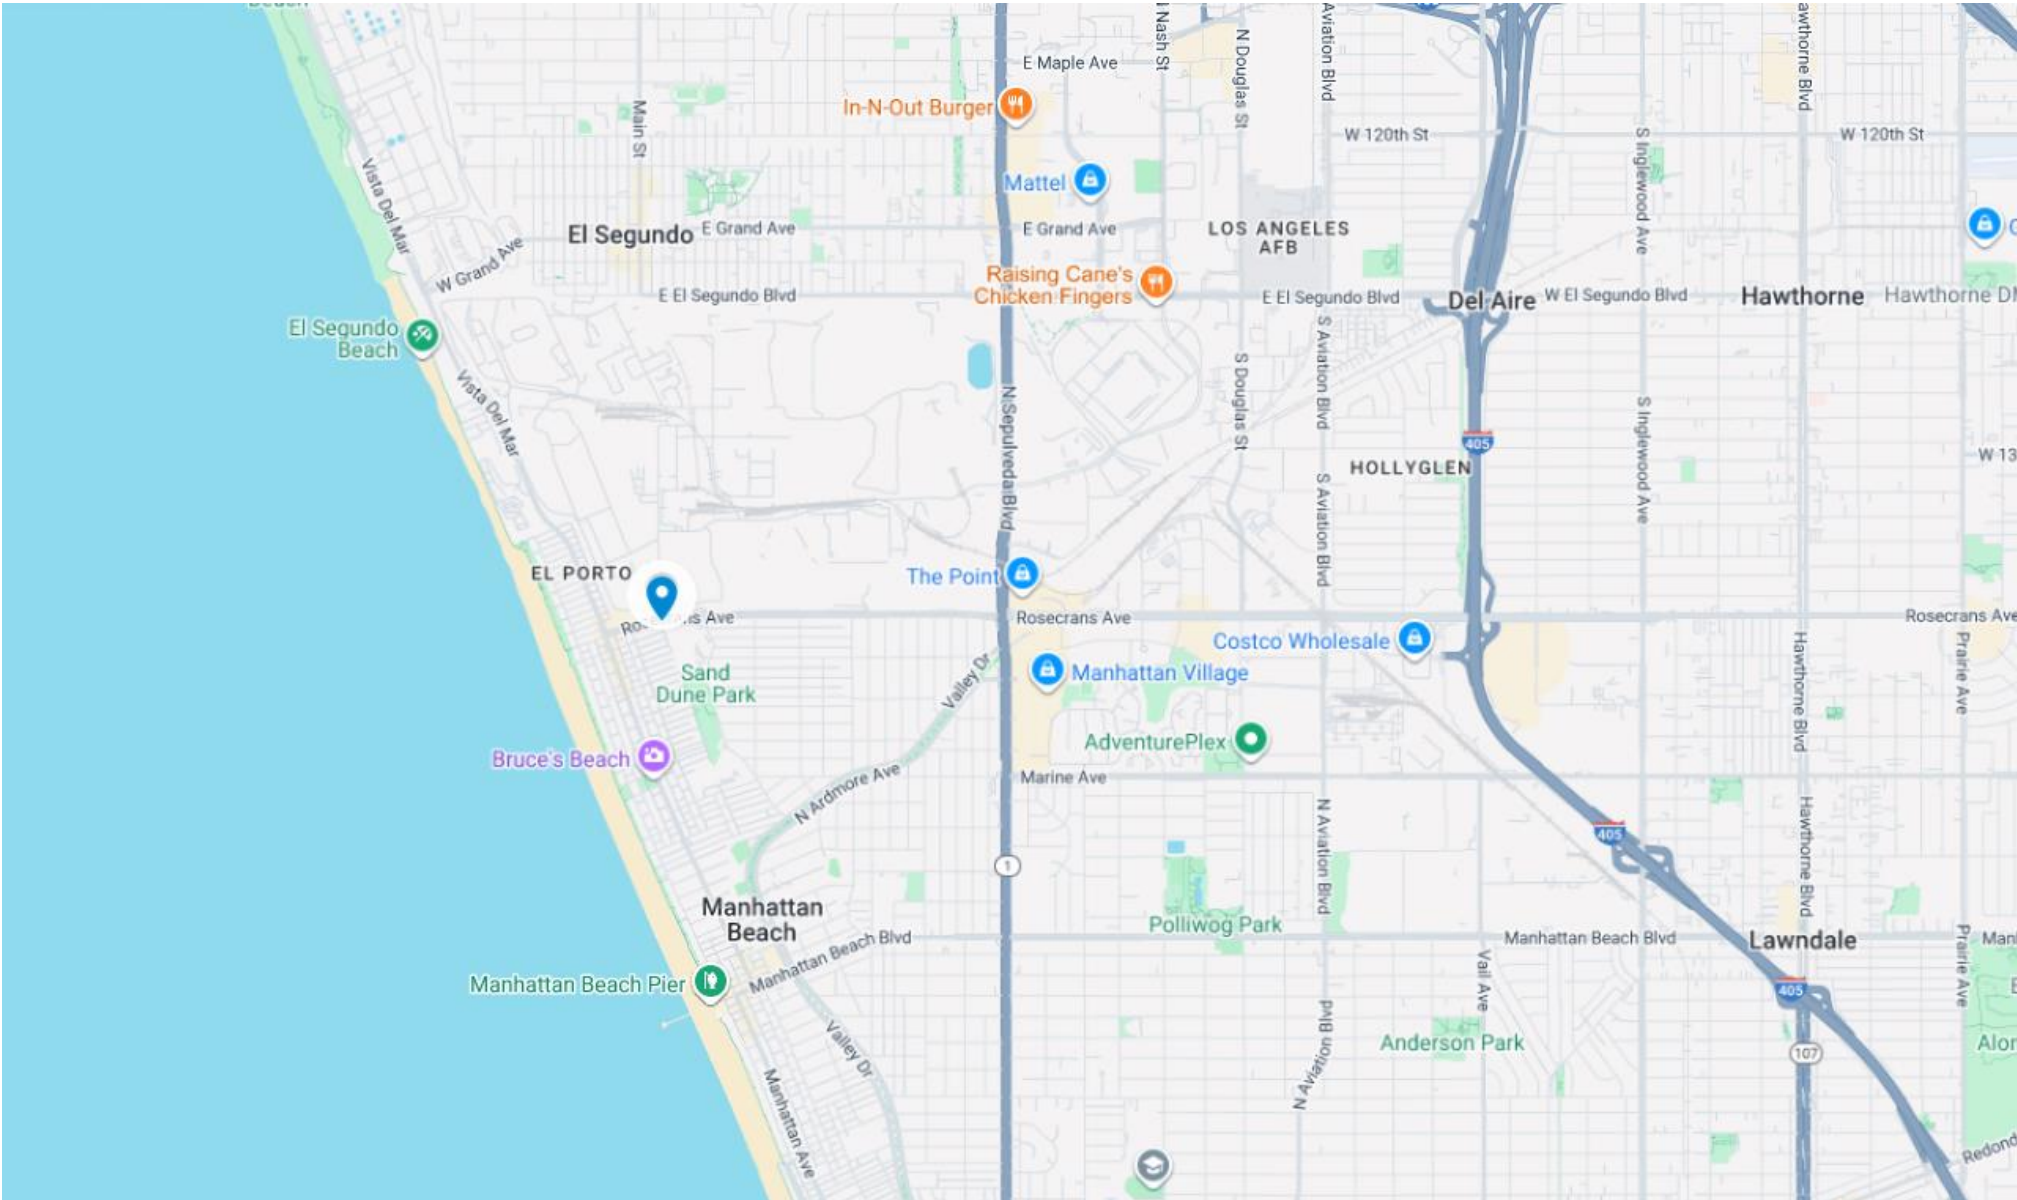 Beach
E Maple Ave
N Nash St
N Douglas St
Aviation Blvd
awthorne Blvd
In-N-Out Burger
Main St
W 120th St
W 120th St
S Inglewood Ave
Vista Del Mar
Mattel
El Segundo
E Grand Ave
E Grand Ave
LOS ANGELES
AFB
W Grand Ave
Raising Cane's
Chicken Fingers
E El Segundo Blvd
E El Segundo Blvd
Del Aire
W El Segundo Blvd
Hawthorne
El Segundo
Beach
S Aviation Blvd
S Douglas St
Vista Del Mar
N Sepulveda Blvd
405
HOLLYGLEN
S Inglewood Ave
W 13
S Aviation Blvd
EL PORTO
The Point
Rosecrans Ave
Rosecrans Ave
Costco Wholesale
Hawthorne Blvd
Prairie Ave
Sand
Dune Park
Valley Dr
Manhattan Village
Bruce's Beach
AdventurePlex
N Ardmore Ave
Marine Ave
N Aviation Blvd
405
Hawthorne Blvd
1
Manhattan
Beach
Polliwog Park
Manhattan Beach Blvd
Manhattan Beach Blvd
Lawndale
Prairie Ave
Manhattan Beach Pier
Vail Ave
405
N Aviation Blvd
Valley Dr
Anderson Park
107
Alor
Manhattan Ave
Redond